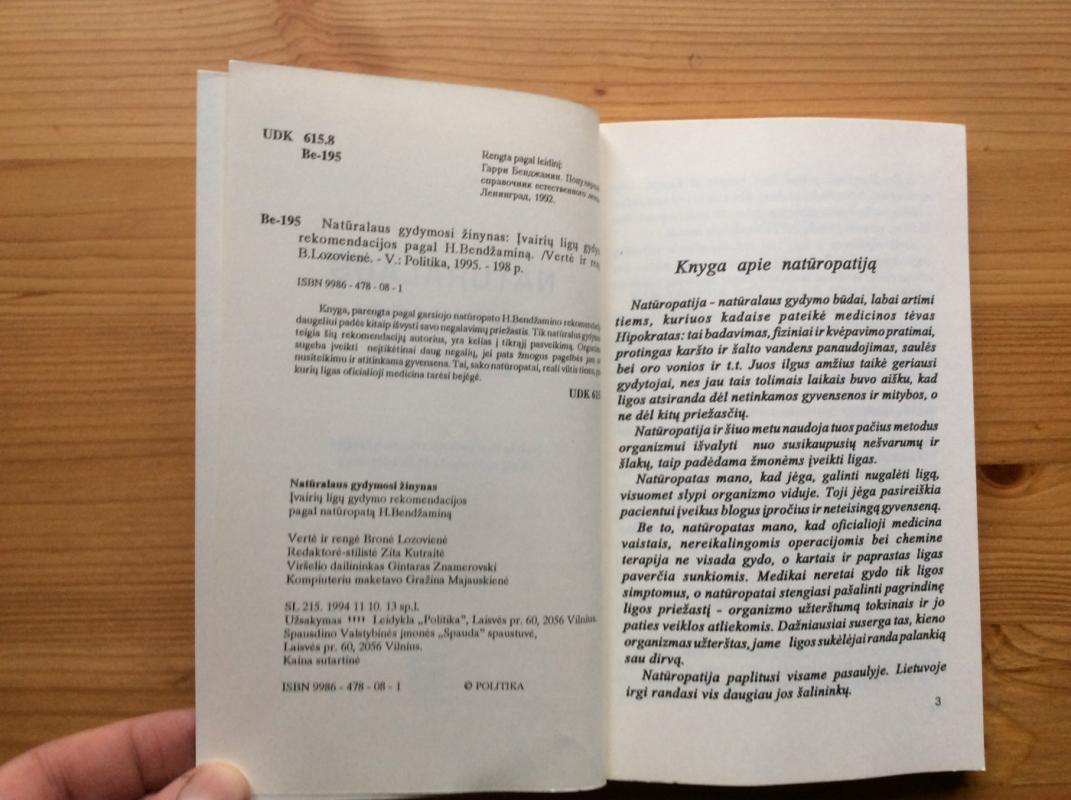 UDK 615.8
Be-195
Rengta pagal leidinį:
Гарри Бенджамин.
справочник естественного
Ленинград, 1992.
Be-195 Natūralaus gydymosi žinynas: Įvairių ligų
rekomendacijos pagal H.Bendžaminą. /Vertė ir
B.Lozovienė. - V.: Politika, 1995. - 198 p.
ISBN 9986 - 478 - 08 - 1
Knyga, parengta pagal garsiojo natūropato H.Bendžamino
daugeliui padės kitaip išvysti savo negalavimų priežastis. Tik natūralus
teigia šių rekomendacijų autorius, yra kelias į tikrąjį pasveikimą.
sugeba įveikti neįtikėtinai daug negalių, jei pats žmogus pagelbės jam
nusiteikimu ir atitinkama gyvensena. Tai, sako natūropatai, reali viltis tiems,
kurių ligas oficialioji medicina tarėsi bejėgė.
UDK
Natūralaus gydymosi žinynas
Įvairių ligų gydymo rekomendacijos
pagal natūropatą H.Bendžaminą
Vertė ir rengė Bronė Lozovienė
Redaktorė-stilistė Zita Kutraitė
Viršelio dailininkas Gintaras Znamerovski
Kompiuteriu maketavo Gražina Majauskienė
SL 215. 1994 11 10. 13 sp.l.
Užsakymas Leidykla „Politika", Laisvės pr. 60, 2056 Vilnius.
Spausdino Valstybinės įmonės „Spauda" spaustuvė,
Laisvės pr. 60, 2056 Vilnius.
Kaina sutartinė
ISBN 9986 - 478 - 08 - 1 © POLITIKA
Knyga apie natūropatiją
Natūropatija – natūralaus gydymo būdai, labai artimi
tiems, kuriuos kadaise pateikė medicinos tėvas
Hipokratas: tai badavimas, fiziniai ir kvėpavimo pratimai,
protingas karšto ir šalto vandens panaudojimas, saulės
bei oro vonios ir t.t. Juos ilgus amžius taikė geriausi
gydytojai, nes jau tais tolimais laikais buvo aišku, kad
ligos atsiranda dėl netinkamos gyvensenos ir mitybos, o
ne dėl kitų priežasčių.
Natūropatija ir šiuo metu naudoja tuos pačius metodus
organizmui išvalyti nuo susikaupusių nešvarumų ir
šlakų, taip padėdama žmonėms įveikti ligas.
Natūropatas mano, kad jėga, galinti nugalėti ligą,
visuomet slypi organizmo viduje. Toji jėga pasireiškia
pacientui įveikus blogus įpročius ir neteisingą gyvenseną.
Be to, natūropatas mano, kad oficialioji medicina
vaistais, nereikalingomis operacijomis bei chemine
terapija ne visada gydo, o kartais ir paprastas ligas
paverčia sunkiomis. Medikai neretai gydo tik ligos
simptomus, o natūropatai stengiasi pašalinti pagrindinę
ligos priežastį – organizmo užterštumą toksinais ir jo
paties veiklos atliekomis. Dažniausiai suserga tas, kieno
organizmas užterštas, jame ligos sukėlėjai randa palankią
sau dirvą.
Natūropatija paplitusi visame pasaulyje. Lietuvoje
irgi randasi vis daugiau jos šalininkų.
3